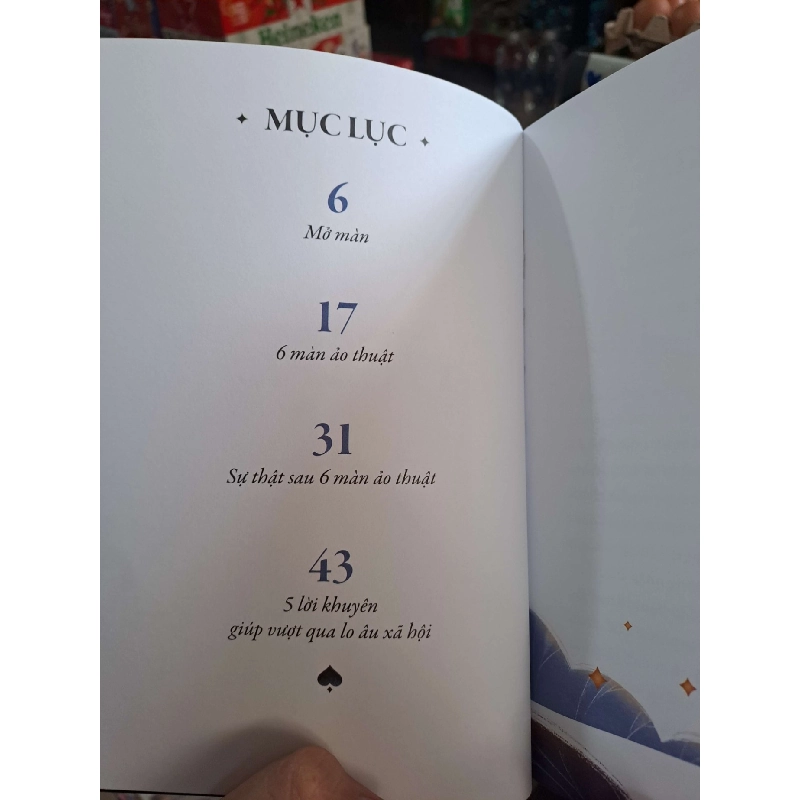 Heineken
MỤC LỤC
6
Mở màn
17
6 màn ảo thuật
31
Sự thật sau 6 màn ảo thuật
43
5 lời khuyên
giúp vượt qua lo âu xã hội